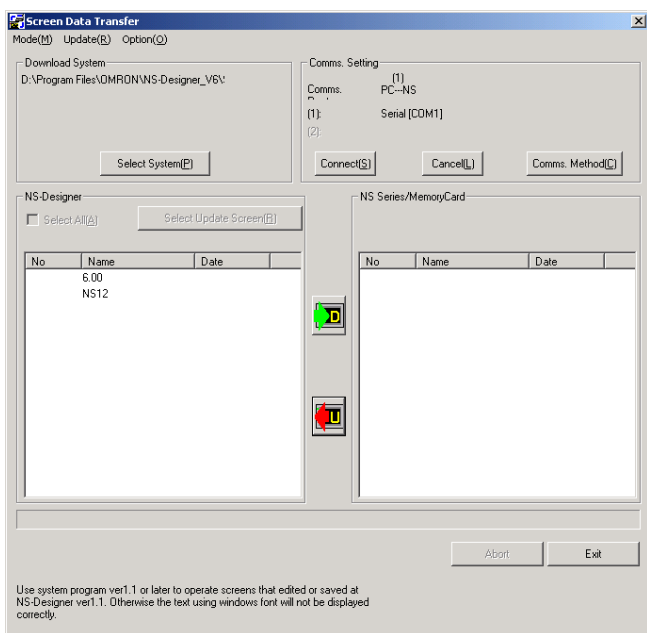 Screen Data Transfer
Mode(M) Update(R) Option(O)
Download System
D:\Program Files\OMRON\NS-Designer_V6\
Select System(P)
Comms. Setting
(1)
Comms. PC---NS
(1): Serial [COM1]
(2):
Connect(S) Cancel(L) Comms. Method(C)
NS-Designer
Select All(A) Select Update Screen(R)
No Name Date
6.00
NS12
D
U
NS Series/MemoryCard
No Name Date
Abort Exit
Use system program ver1.1 or later to operate screens that edited or saved at
NS-Designer ver1.1. Otherwise the text using windows font will not be displayed
correctly.